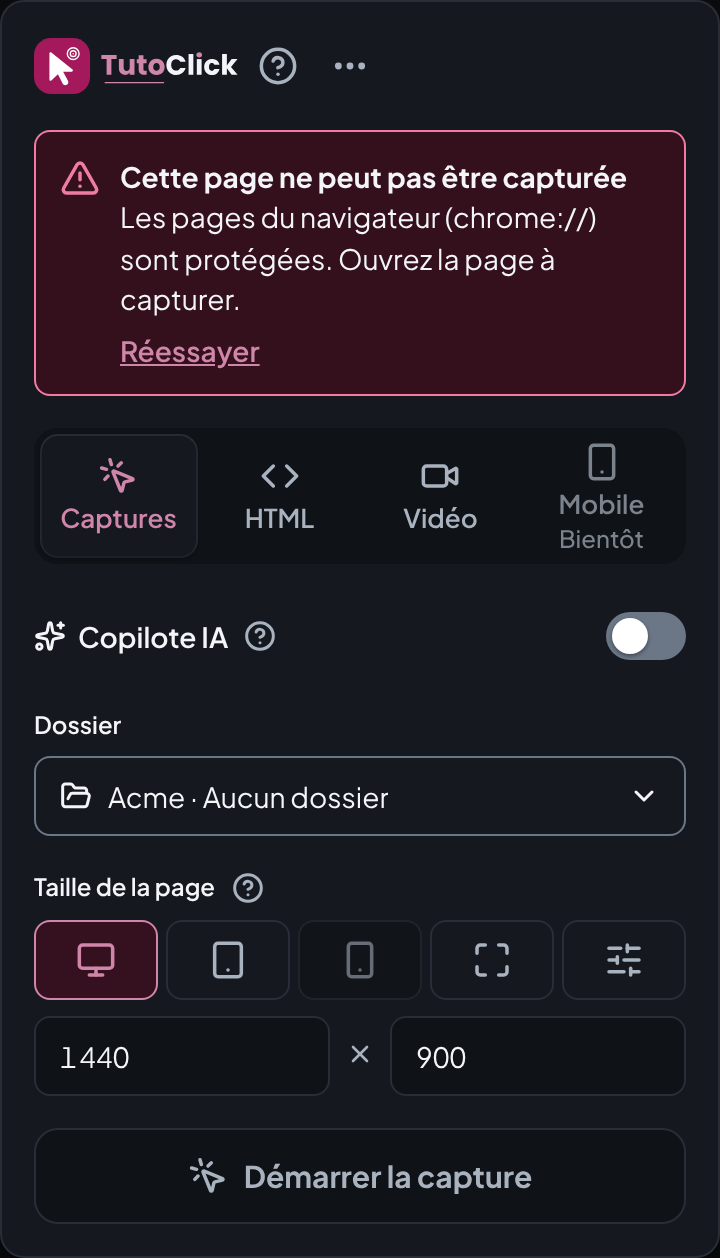 TutoClick
Cette page ne peut pas être capturée
Les pages du navigateur (chrome://)
sont protégées. Ouvrez la page à
capturer.
Réessayer
Captures
HTML
Vidéo
Mobile
Bientôt
Copilote IA
Dossier
Acme · Aucun dossier
Taille de la page
1 440
×
900
Démarrer la capture